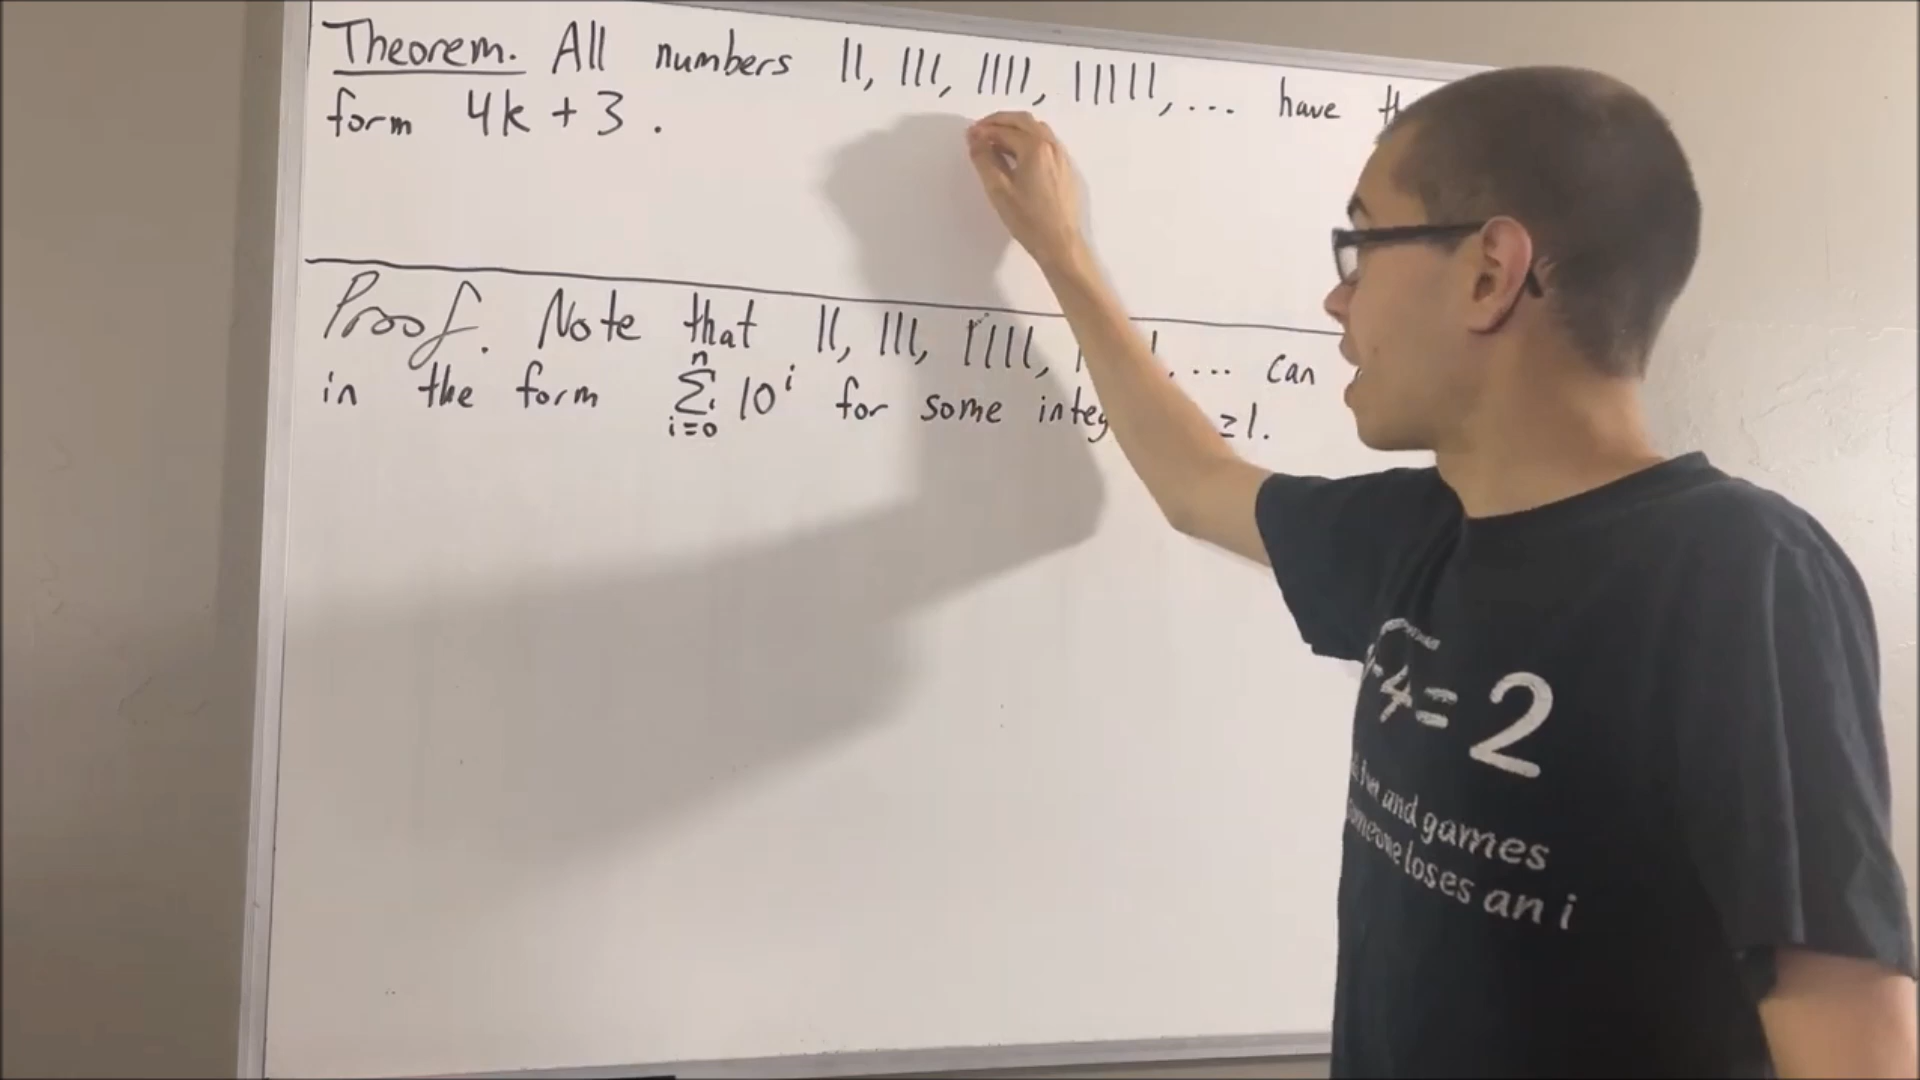 Theorem. All numbers 11, 111, 1111, 11111, ... have
form 4k + 3 .
Proof. Note that 11, 111, 1111, ... can
in the form \sum_{i=0}^{n} 10^i for some ≥1.
-4 = 2
and games
loses an i